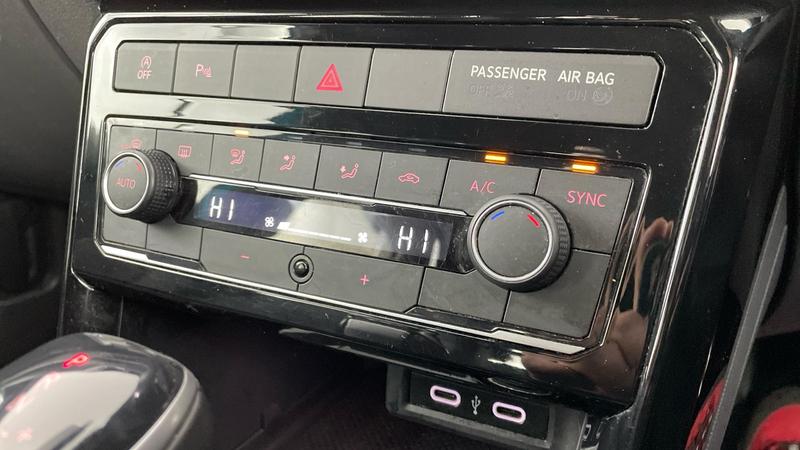 (A) OFF
P
PASSENGER AIR BAG
OFF ON
AUTO
A/C
SYNC
HI
HI
- +
P